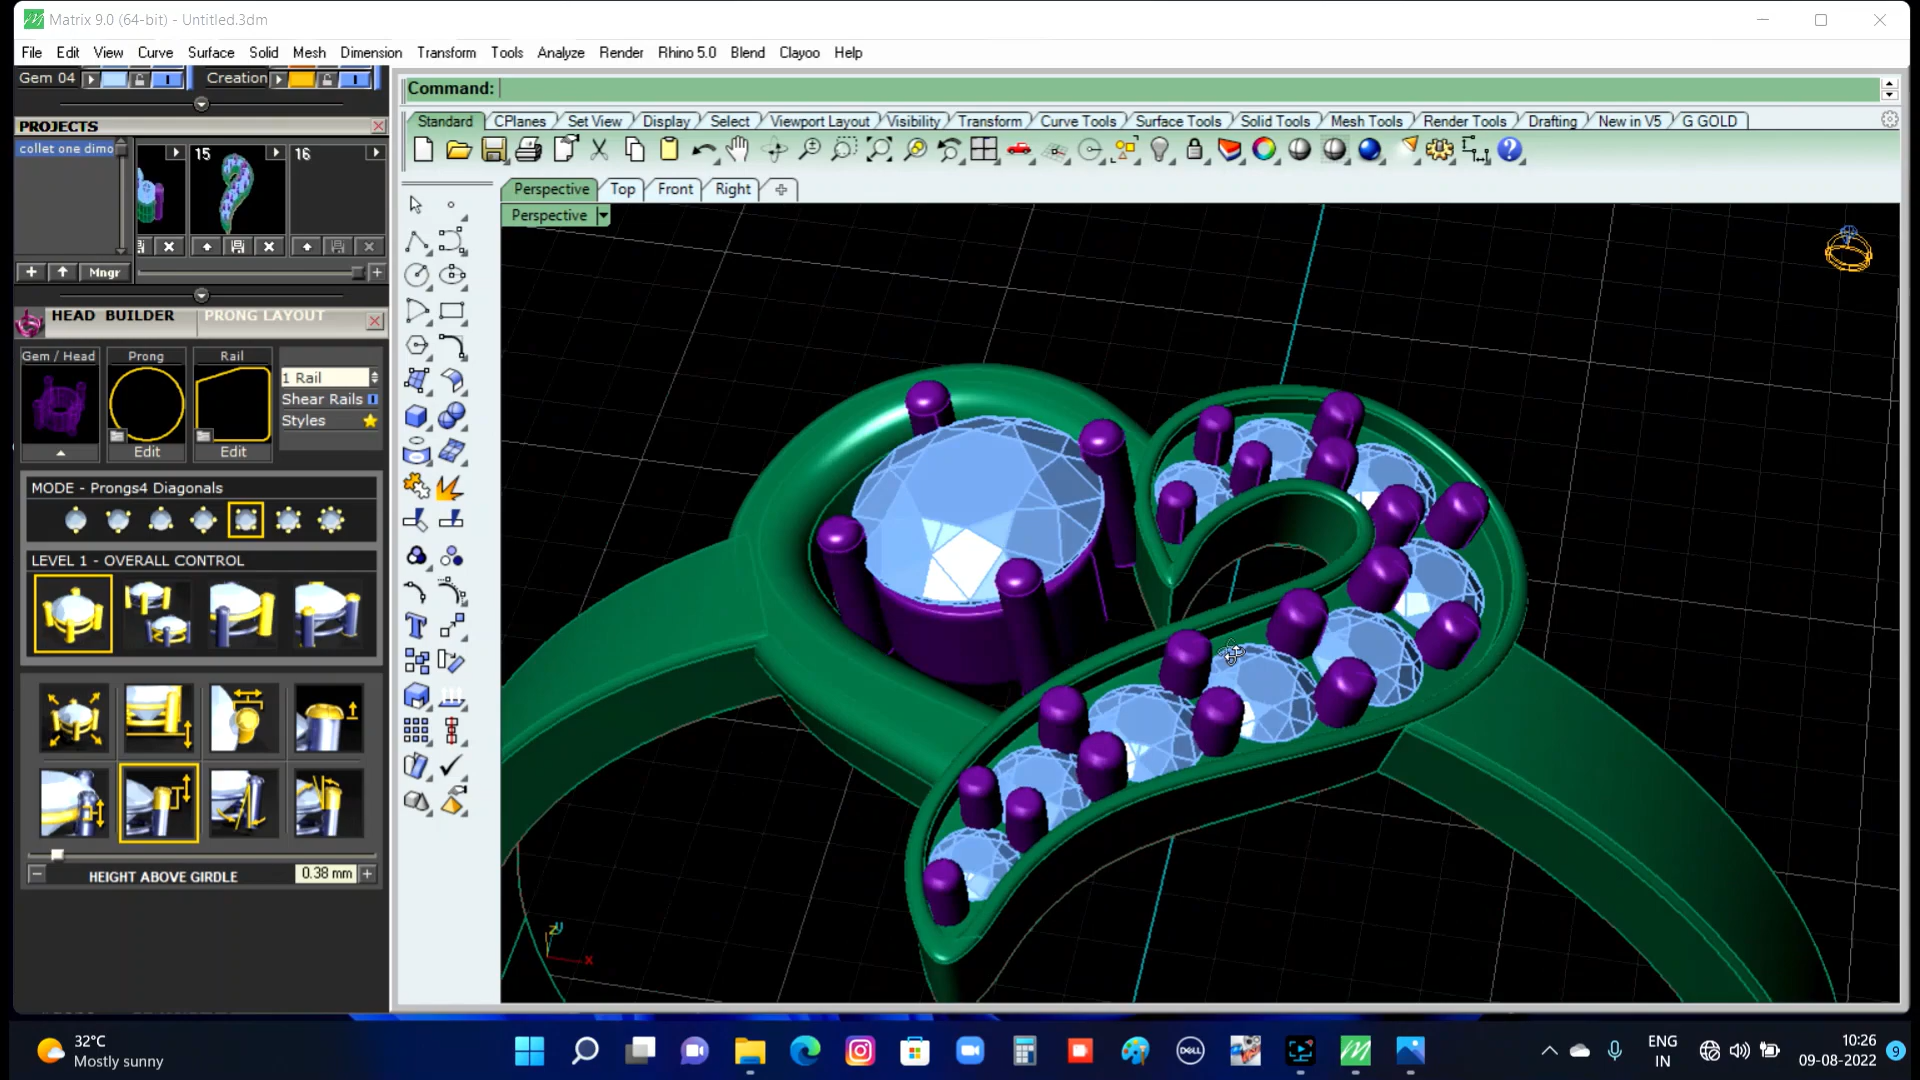 Matrix 9.0 (64-bit) - Untitled.3dm
File Edit View Curve Surface Solid Mesh Dimension Transform Tools Analyze Render Rhino 5.0 Blend Clayoo Help
Gem 04 Creation
Command:
PROJECTS
Standard CPlanes Set View Display Select Viewport Layout Visibility Transform Curve Tools Surface Tools Solid Tools Mesh Tools Render Tools Drafting New in V5 G GOLD
collet one dimo
15 16
Perspective Top Front Right
Perspective
Mngr
HEAD BUILDER PRONG LAYOUT
Gem / Head Prong Rail
1 Rail
Shear Rails
Styles
Edit Edit
MODE - Prongs4 Diagonals
LEVEL 1 - OVERALL CONTROL
HEIGHT ABOVE GIRDLE 0.38 mm
x
32°C
Mostly sunny
DELL
ENG
IN
10:26
09-08-2022
9